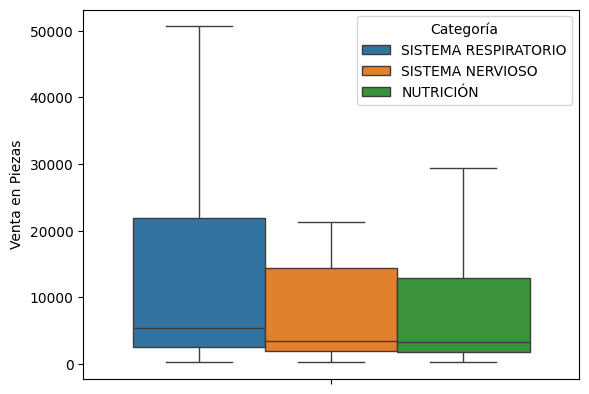 Categoría
SISTEMA RESPIRATORIO
SISTEMA NERVIOSO
NUTRICIÓN
Venta en Piezas
50000
40000
30000
20000
10000
0